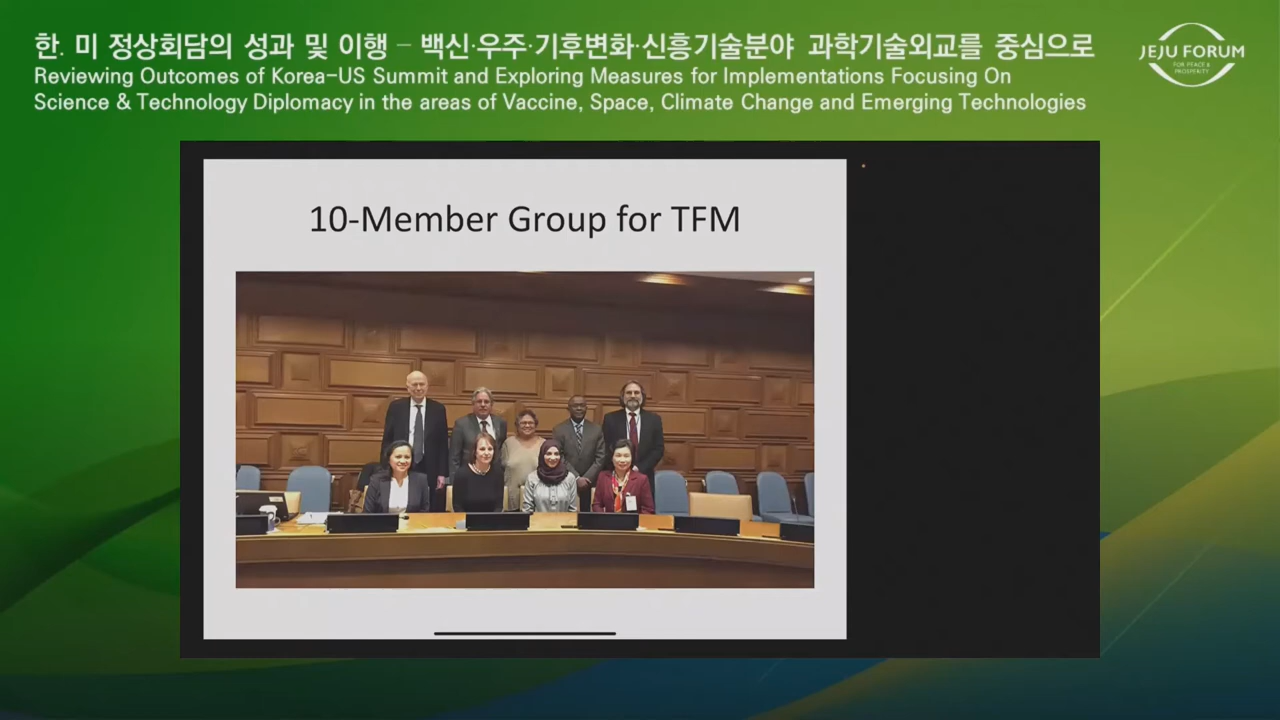 한. 미 정상회담의 성과 및 이행 – 백신·우주·기후변화·신흥기술분야 과학기술외교를 중심으로
Reviewing Outcomes of Korea-US Summit and Exploring Measures for Implementations Focusing On
Science & Technology Diplomacy in the areas of Vaccine, Space, Climate Change and Emerging Technologies
JEJU FORUM
FOR PEACE &
PROSPERITY
10-Member Group for TFM